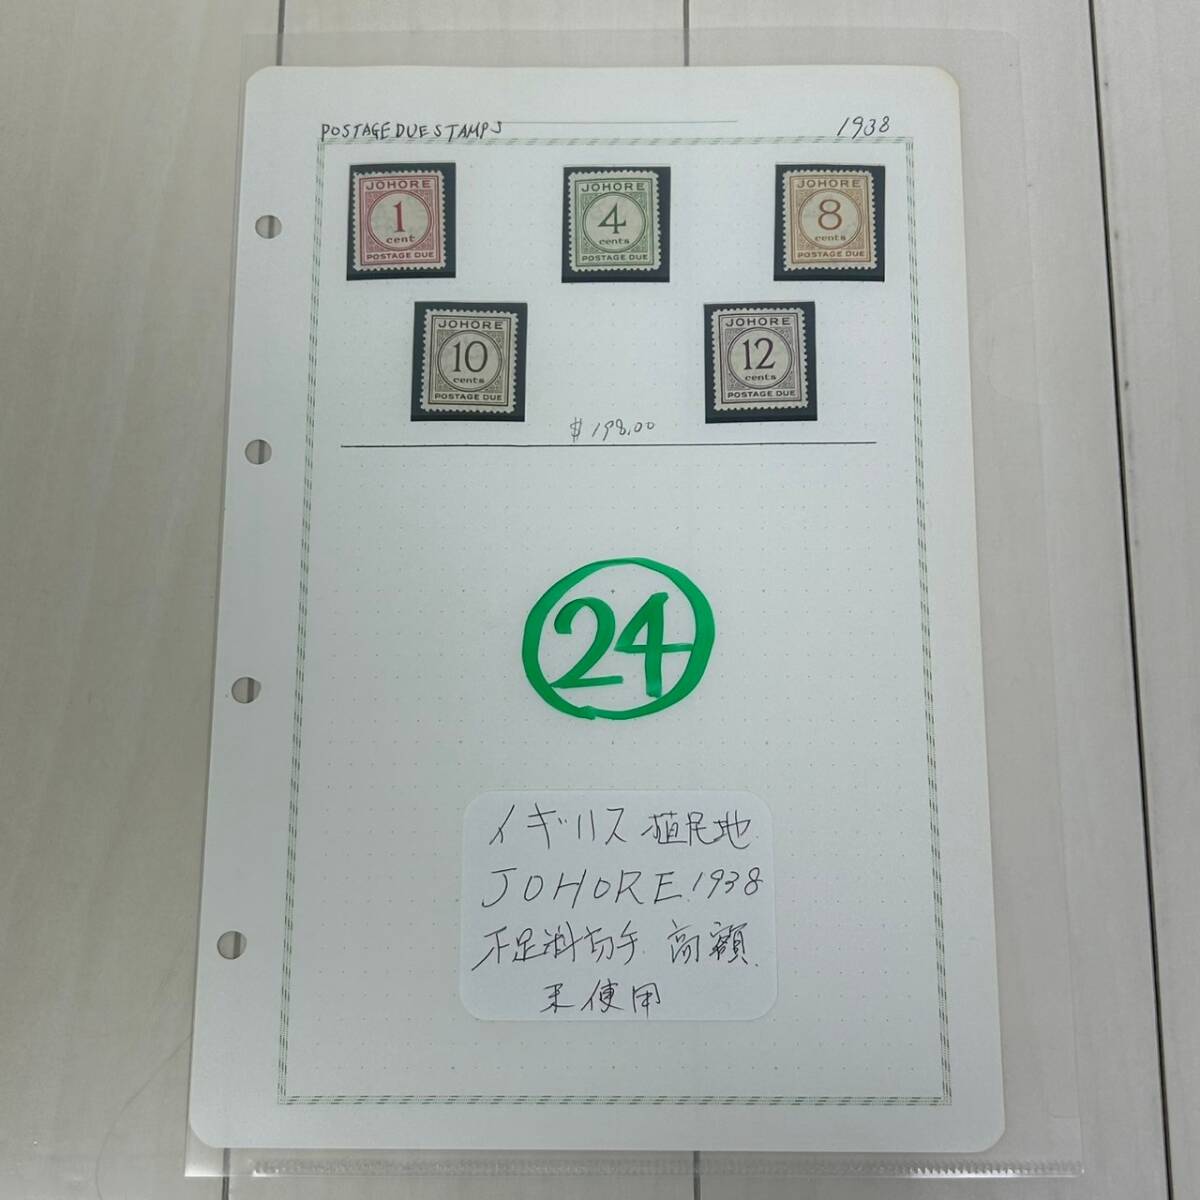 POSTAGE DUE STAMPS 1938
JOHORE
1
cent
POSTAGE DUE
JOHORE
4
cents
POSTAGE DUE
JOHORE
8
cents
POSTAGE DUE
JOHORE
10
cents
POSTAGE DUE
JOHORE
12
cents
POSTAGE DUE
$198.00
24
イギリス植民地
JOHORE.1938
不足料切手 高額
未使用